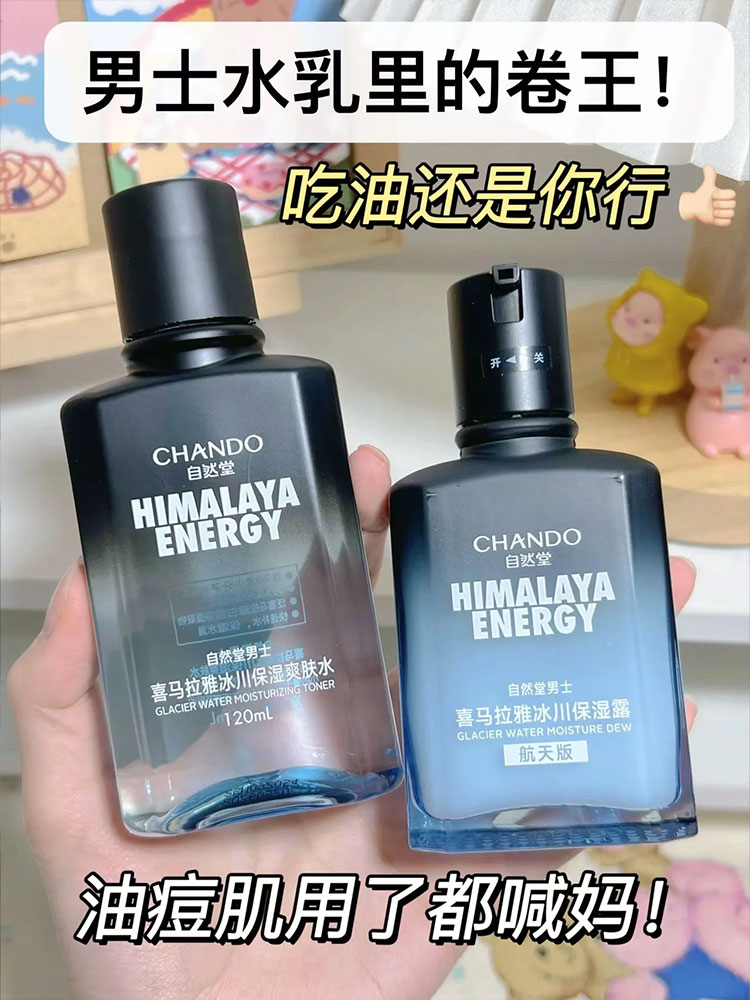 男士水乳里的卷王！
吃油还是你行👍🏻
开◀ 关
CHANDO
自然堂
HIMALAYA
ENERGY
自然堂男士
喜马拉雅冰川保湿爽肤水
GLACIER WATER MOISTURIZING TONER
120mL
CHANDO
自然堂
HIMALAYA
ENERGY
自然堂男士
喜马拉雅冰川保湿露
GLACIER WATER MOISTURE DEW
航天版
油痘肌用了都喊妈！